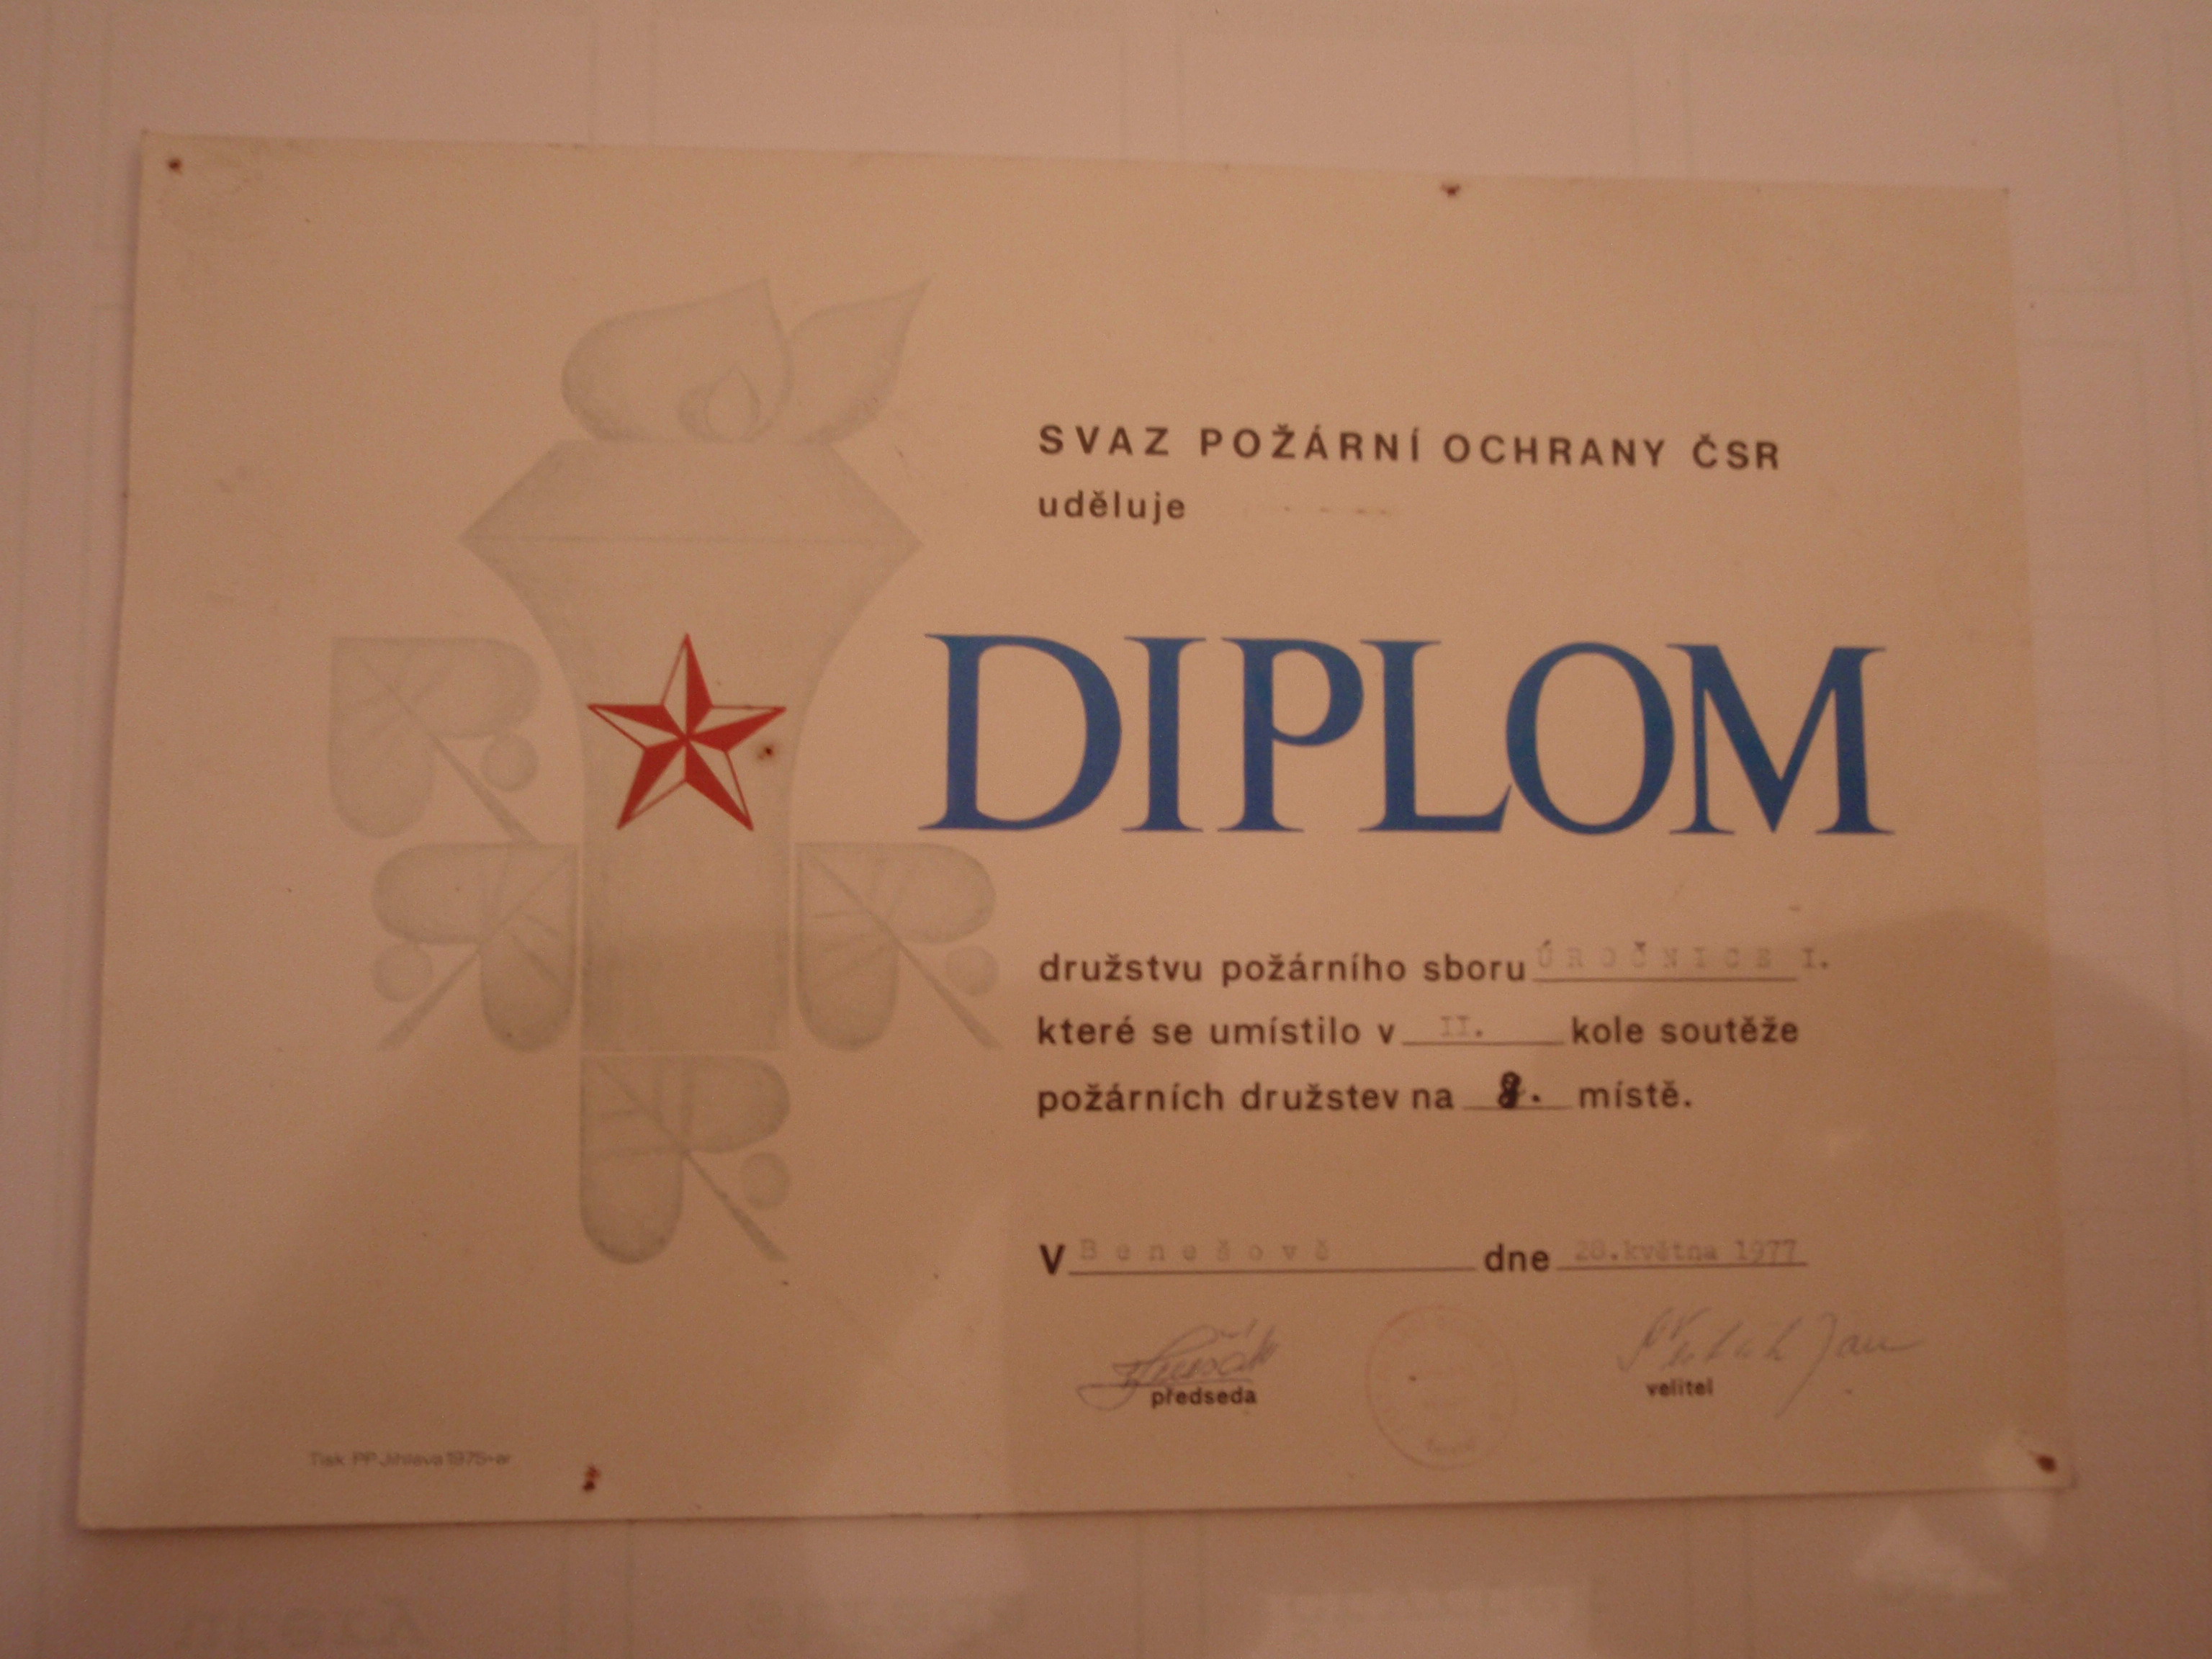 SVAZ POŽÁRNÍ OCHRANY ČSR
uděluje
DIPLOM
družstvu požárního sboru ÚROČNICE I.
které se umístilo v II. kole soutěže
požárních družstev na 8. místě.
V Benešově dne 28.května 1977
předseda
velitel
Tisk PP Jihlava 1975-ar